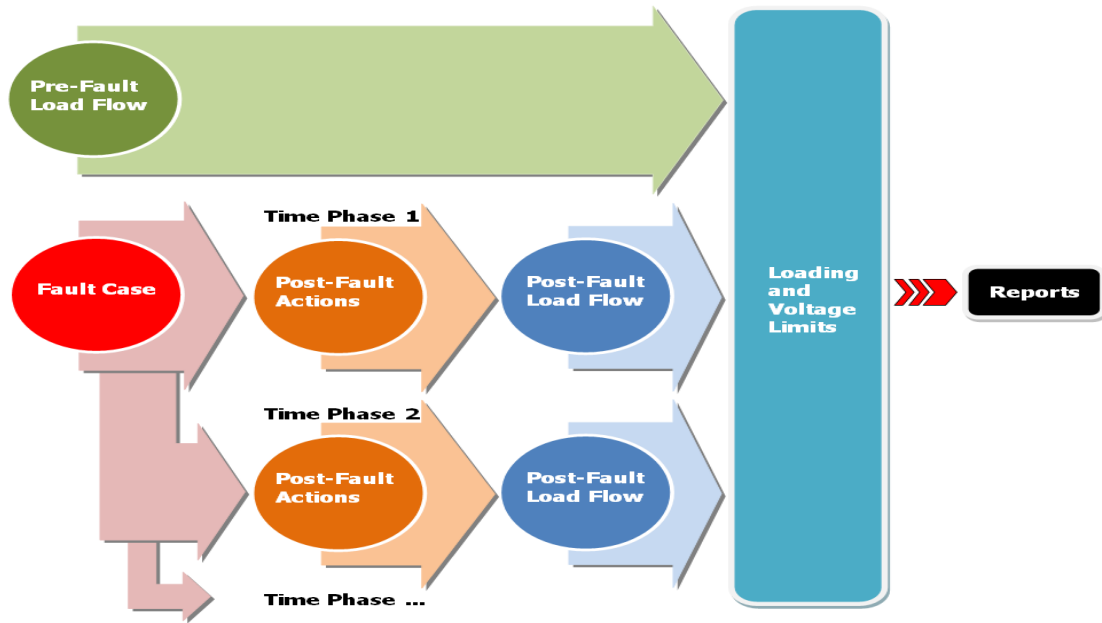 Pre-Fault
Load Flow
Time Phase 1
Fault Case
Post-Fault
Actions
Post-Fault
Load Flow
Loading
and
Voltage
Limits
Reports
Time Phase 2
Post-Fault
Actions
Post-Fault
Load Flow
Time Phase ...